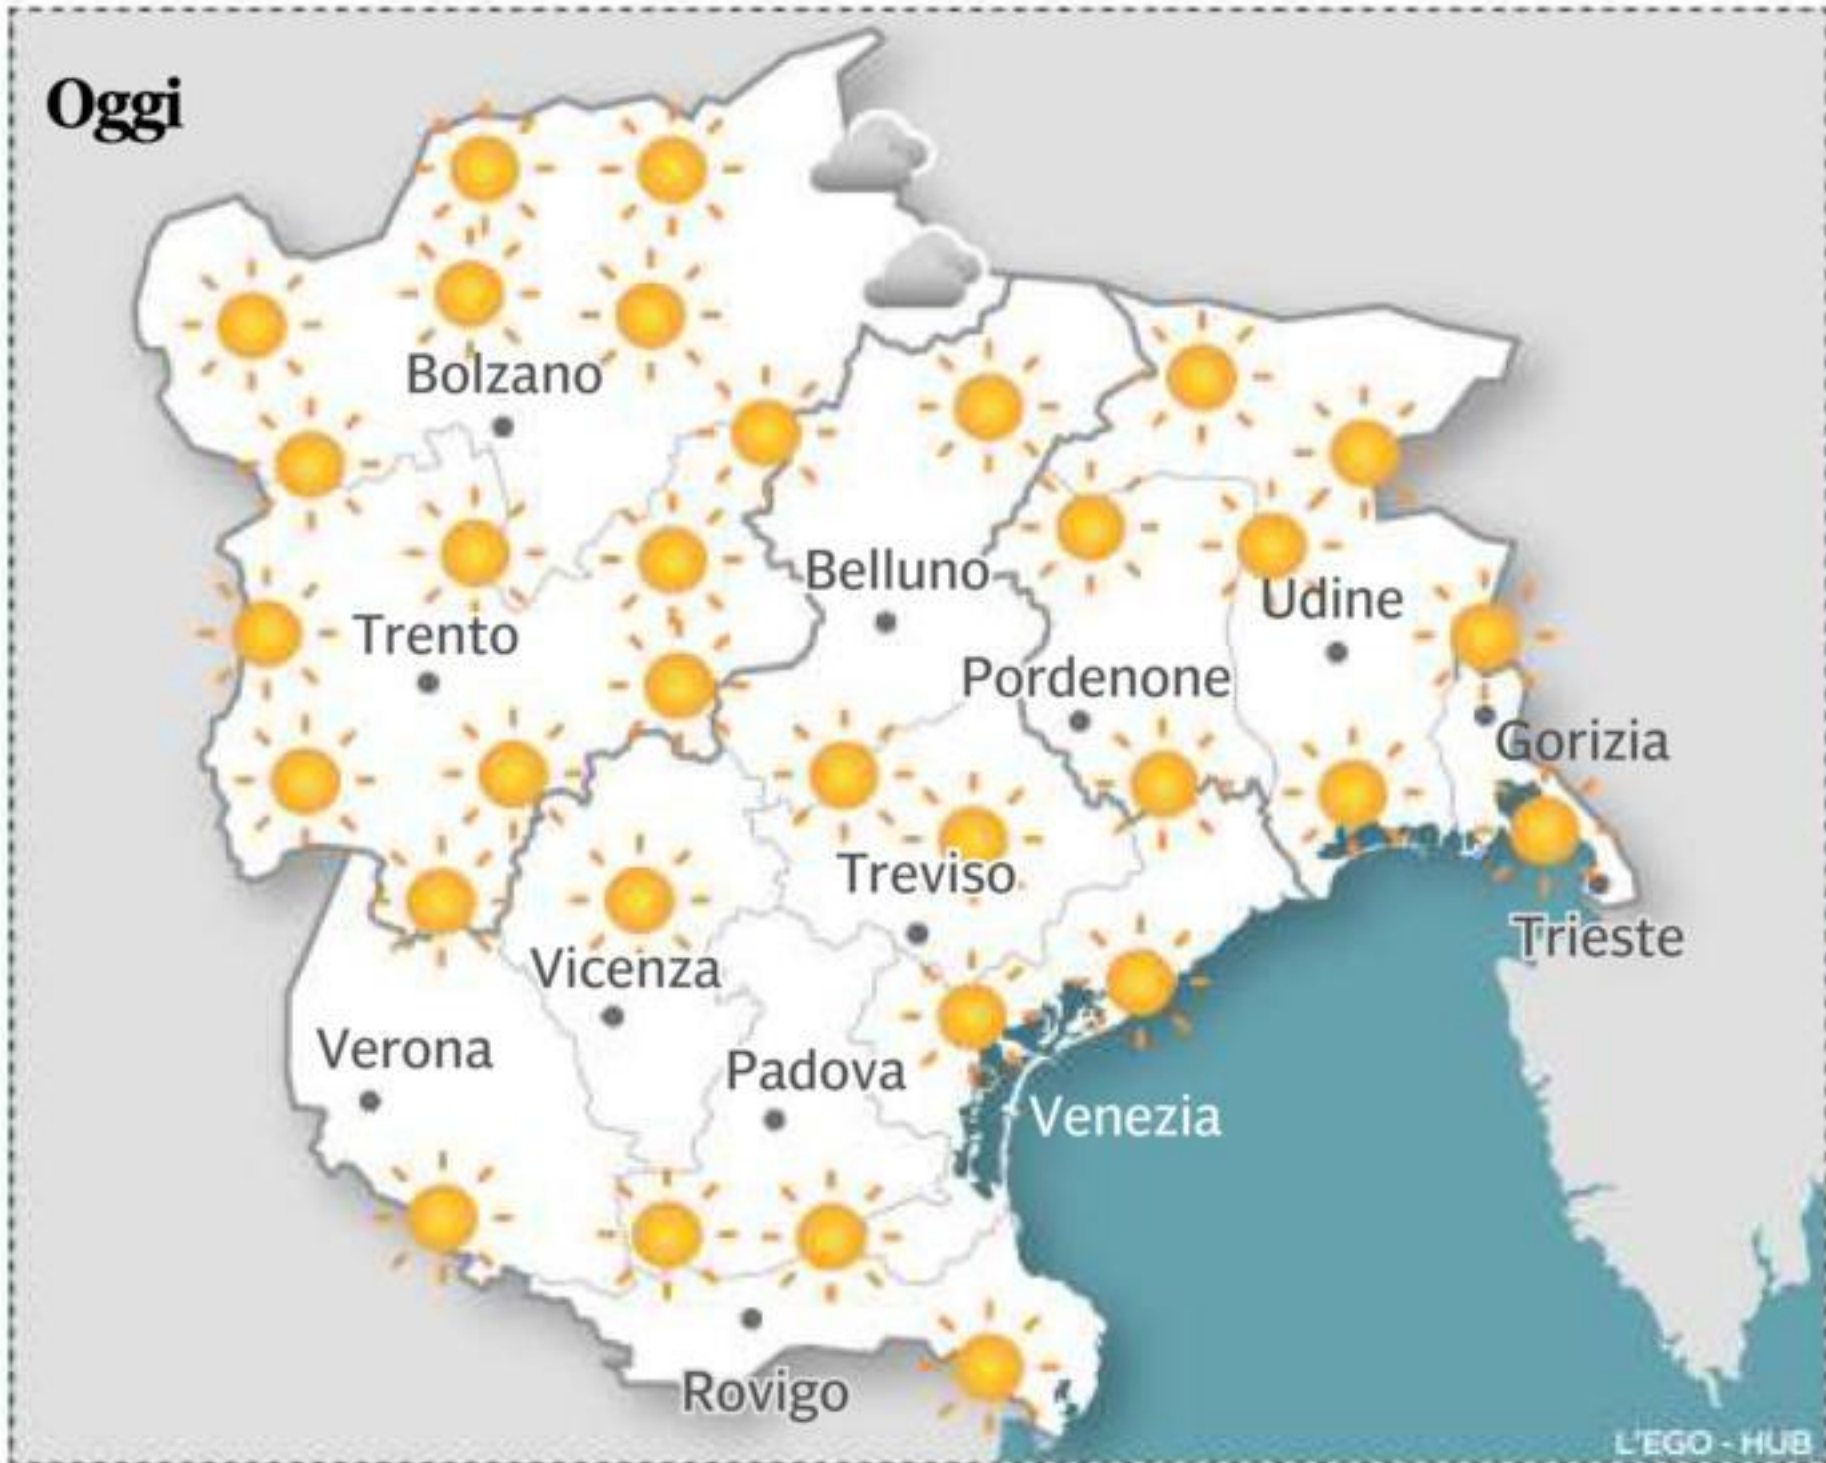 Oggi
Bolzano
Belluno
Udine
Trento
Pordenone
Gorizia
Treviso
Trieste
Vicenza
Verona
Padova
Venezia
Rovigo
L'EGO - HUB